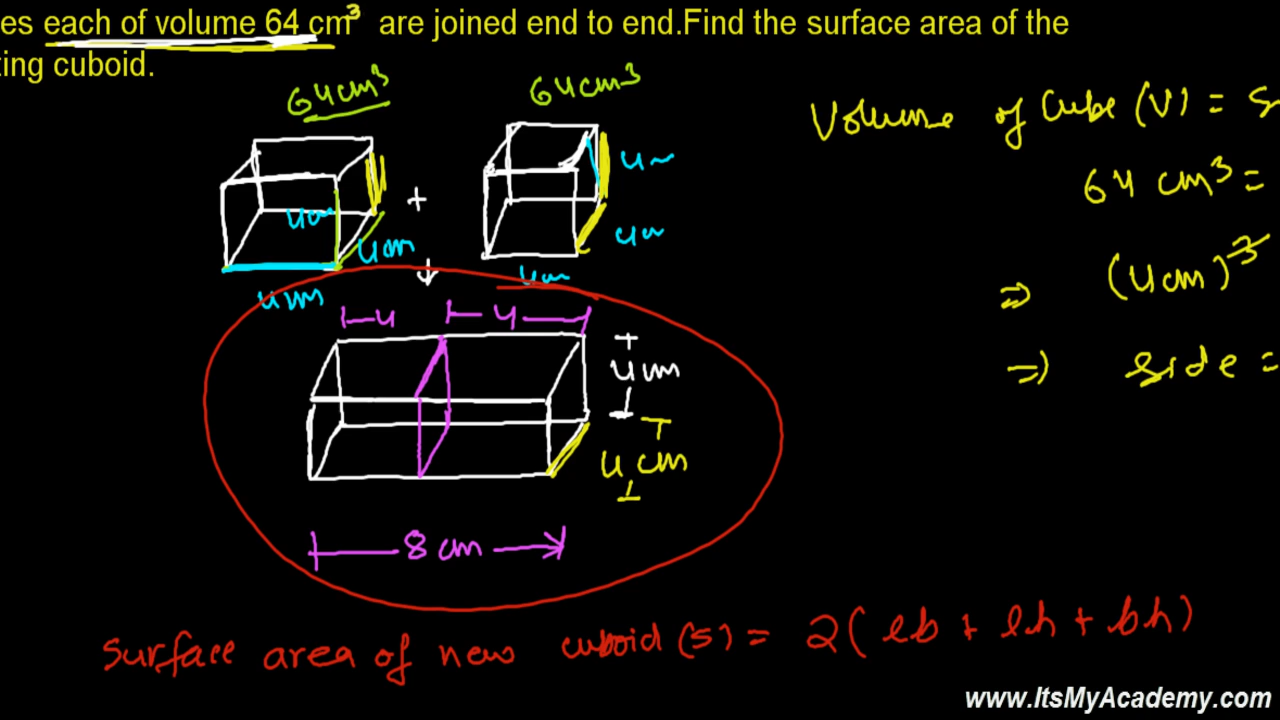 es each of volume 64 cm³ are joined end to end.Find the surface area of the
ting cuboid.
64cm³
64cm³
Volume of Cube (V) = S
64 cm³ =
+
4cm
4cm
4cm
4cm
4cm
4cm
⇒ (4cm)³
4
4
4cm
⇒ side =
4cm
8 cm
Surface area of new cuboid (S) = 2(lb + lh + bh)
www.ItsMyAcademy.com